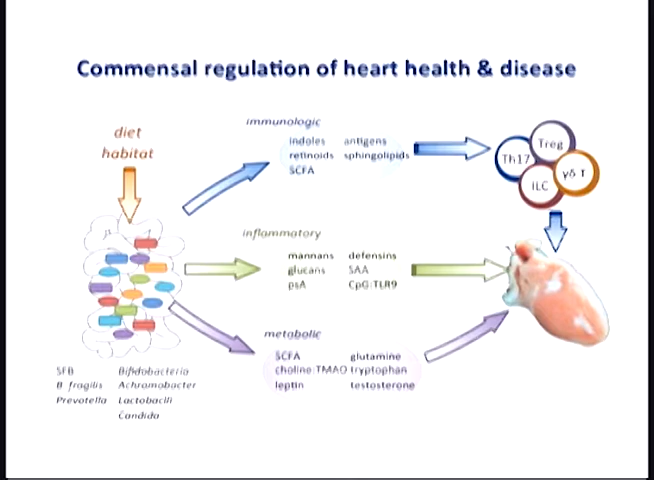 Commensal regulation of heart health & disease
diet
habitat
immunologic
indoles antigens
retinoids sphingolipids
SCFA
Th17
Treg
γδ T
ILC
inflammatory
mannans defensins
glucans SAA
psA CpG:TLR9
metabolic
SCFA glutamine
choline:TMAO tryptophan
leptin testosterone
SFB Bifidobacteria
B fragilis Achromobacter
Prevotella Lactobacilli
Candida